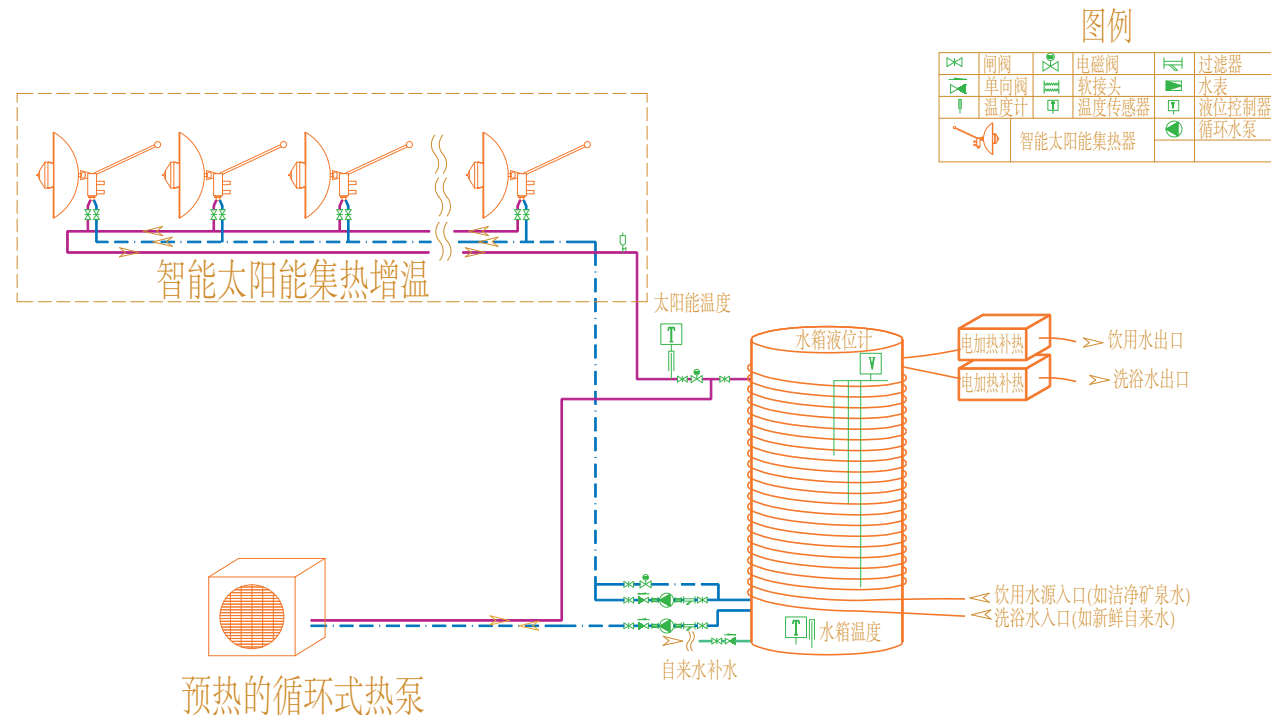 图例
闸阀 电磁阀 过滤器
单向阀 软接头 水表
温度计 温度传感器 液位控制器
智能太阳能集热器 循环水泵
智能太阳能集热增温
太阳能温度
T
水箱液位计
V
电加热补热
饮用水出口
电加热补热
洗浴水出口
饮用水源入口(如洁净矿泉水)
洗浴水入口(如新鲜自来水)
T
水箱温度
自来水补水
预热的循环式热泵